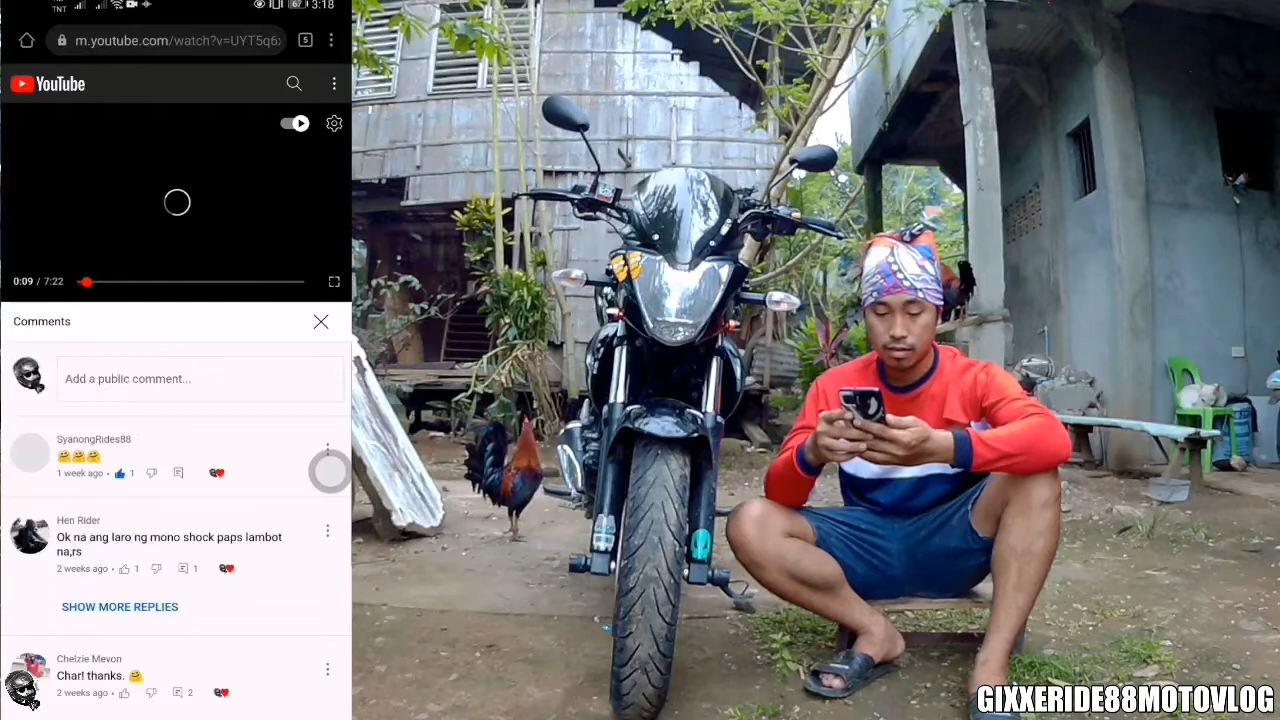 TNT
67
3:18
m.youtube.com/watch?v=UYT5q6
5
YouTube
0:09 / 7:22
Comments
Add a public comment...
SyanongRides88
🤗🤗🤗
1 week ago • 1
Hen Rider
Ok na ang laro ng mono shock paps lambot
na,rs
2 weeks ago • 1 1
SHOW MORE REPLIES
Chelzie Mevon
Char! thanks. 🤗
2 weeks ago • 2
GIXXERIDE88MOTOVLOG